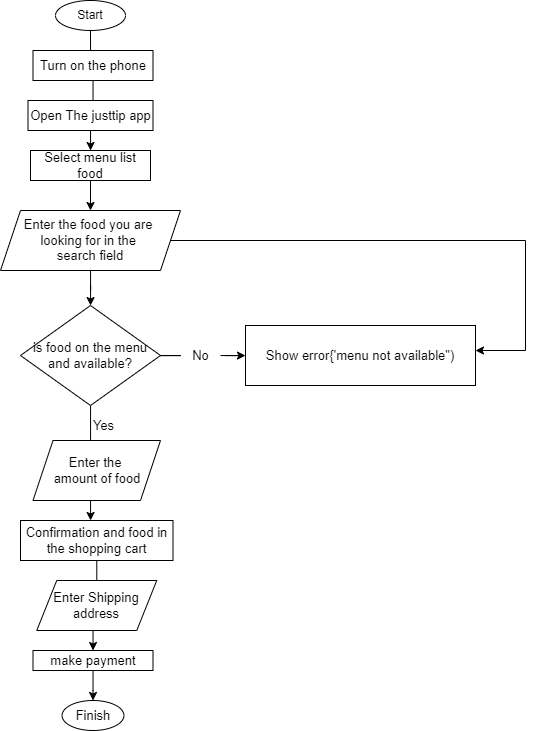 Start
Turn on the phone
Open The justtip app
Select menu list
food
Enter the food you are
looking for in the
search field
is food on the menu
and available?
No
Show error{'menu not available")
Yes
Enter the
amount of food
Confirmation and food in
the shopping cart
Enter Shipping
address
make payment
Finish